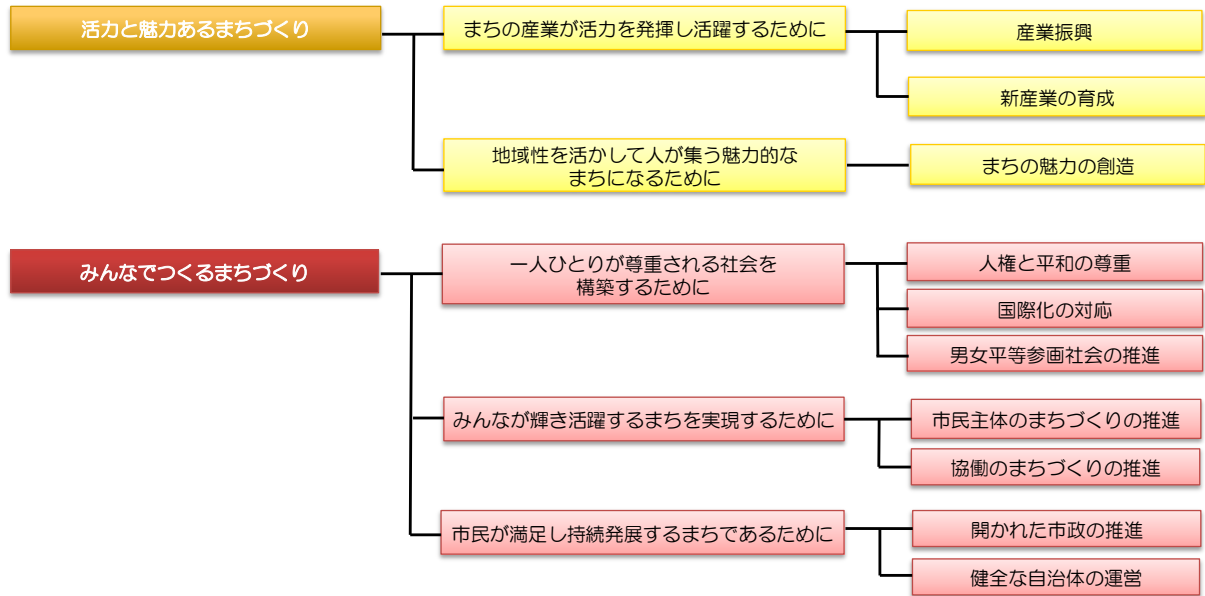 活力と魅力あるまちづくり
まちの産業が活力を発揮し活躍するために
産業振興
新産業の育成
地域性を活かして人が集う魅力的な
まちになるために
まちの魅力の創造
みんなでつくるまちづくり
一人ひとりが尊重される社会を
構築するために
人権と平和の尊重
国際化の対応
男女平等参画社会の推進
みんなが輝き活躍するまちを実現するために
市民主体のまちづくりの推進
協働のまちづくりの推進
市民が満足し持続発展するまちであるために
開かれた市政の推進
健全な自治体の運営